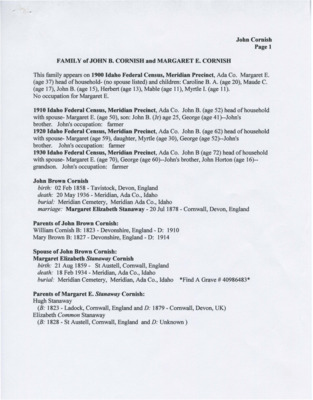 John Cornish
Page 1
FAMILY of JOHN B. CORNISH and MARGARET E. CORNISH
This family appears on 1900 Idaho Federal Census, Meridian Precinct, Ada Co. Margaret E.
(age 37) head of household- (no spouse listed) and children: Caroline B. A. (age 20), Maude C.
(age 17), John B. (age 15), Herbert (age 13), Mable (age 11), Myrtle I. (age 11).
No occupation for Margaret E.
1910 Idaho Federal Census, Meridian Precinct, Ada Co. John B. (age 52) head of household
with spouse- Margaret E. (age 50), son: John B. (Jr) age 25, George (age 41)--John's
brother. John's occupation: farmer
1920 Idaho Federal Census, Meridian Precinct, Ada Co. John B. (age 62) head of household
with spouse- Margaret (age 59), daughter, Myrtle (age 30), George (age 52)--John's
brother. John's occupation: farmer
1930 Idaho Federal Census, Meridian Precinct, Ada Co. John B (age 72) head of household
with spouse- Margaret E. (age 70), George (age 60)--John's brother, John Horton (age 16)--
grandson. John's occupation: farmer
John Brown Cornish
birth: 02 Feb 1858 - Tavistock, Devon, England
death: 20 May 1936 - Meridian, Ada Co., Idaho
burial: Meridian Cemetery, Meridian Ada Co., Idaho
marriage: Margaret Elizabeth Stanaway - 20 Jul 1878 - Cornwall, Devon, England
Parents of John Brown Cornish:
William Cornish B: 1823 - Devonshire, England - D: 1910
Mary Brown B: 1827 - Devonshire, England - D: 1914
Spouse of John Brown Cornish:
Margaret Elizabeth Stanaway Cornish
birth: 21 Aug 1859 - St Austell, Cornwall, England
death: 18 Feb 1934 - Meridian, Ada Co., Idaho
burial: Meridian Cemetery, Meridian, Ada Co., Idaho *Find A Grave # 40986483*
Parents of Margaret E. Stanaway Cornish:
Hugh Stanaway
(B: 1823 - Ladock, Cornwall, England and D: 1879 - Cornwall, Devon, UK)
Elizabeth Common Stanaway
(B: 1828 - St Austell, Cornwall, England and D: Unknown )